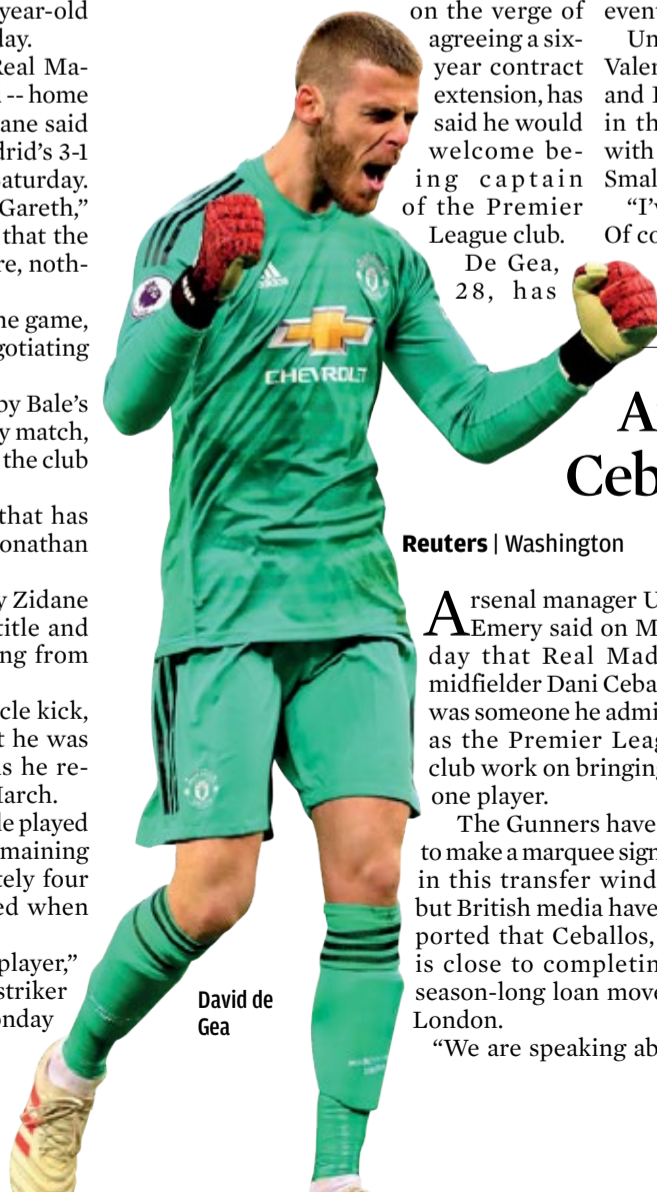 year-old
day.
Real Ma-
-- home
ane said
drid's 3-1
Saturday.
Gareth,"
that the
re, noth-
he game,
gotiating
by Bale's
y match,
the club
that has
onathan
y Zidane
title and
ng from
cle kick,
t he was
s he re-
March.
le played
maining
tely four
ed when
player,"
striker
onday
on the verge of
agreeing a six-
year contract
extension, has
said he would
welcome be-
ing captain
of the Premier
League club.
De Gea,
28, has
adidas
CHEVROLET
David de
Gea
event
Un
Valen
and I
in th
with
Smal
"I'v
Of co
A
Ceb
Reuters | Washington
Arsenal manager U
Emery said on M
day that Real Mad
midfielder Dani Ceba
was someone he admi
as the Premier Leag
club work on bringing
one player.
The Gunners have
to make a marquee sign
in this transfer wind
but British media have
ported that Ceballos,
is close to completin
season-long loan move
London.
"We are speaking ab